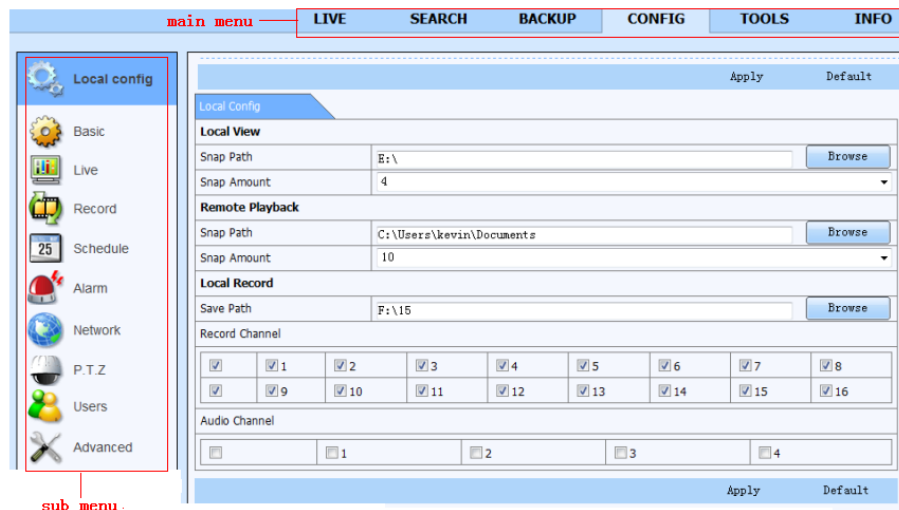 main menu LIVE SEARCH BACKUP CONFIG TOOLS INFO
Local config
Basic
Live
Record
25 Schedule
Alarm
Network
P.T.Z
Users
Advanced
sub menu
Apply Default
Local Config
Local View
Snap Path E:\ Browse
Snap Amount 4
Remote Playback
Snap Path C:\Users\kevin\Documents Browse
Snap Amount 10
Local Record
Save Path F:\15 Browse
Record Channel
1 2 3 4 5 6 7 8
9 10 11 12 13 14 15 16
Audio Channel
1 2 3 4
Apply Default